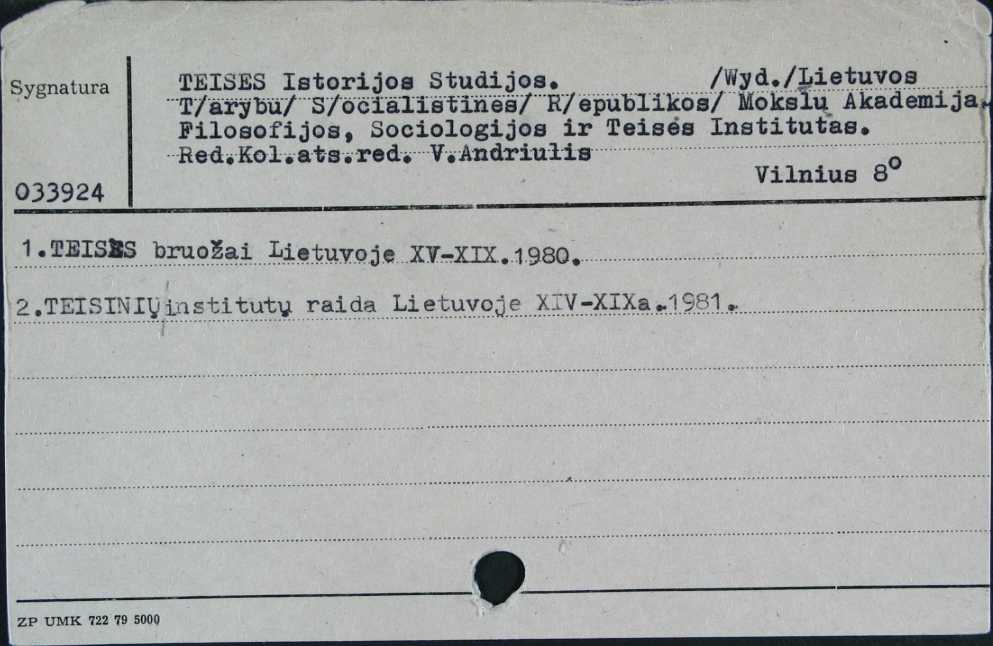 Sygnatura
TEISES Istorijos Studijos. /Wyd./Lietuvos
T/arybu/ S/ocialistines/ R/epublikos/ Mokslų Akademija.
Filosofijos, Sociologijos ir Teisės Institutas.
Red.Kol.ats.red. V.Andriulis
Vilnius 8°
033924
1.TEISES bruožai Lietuvoje XV-XIX.1980.
2.TEISINIŲ institutų raida Lietuvoje XIV-XIXa.1981.
ZP UMK 722 79 5000